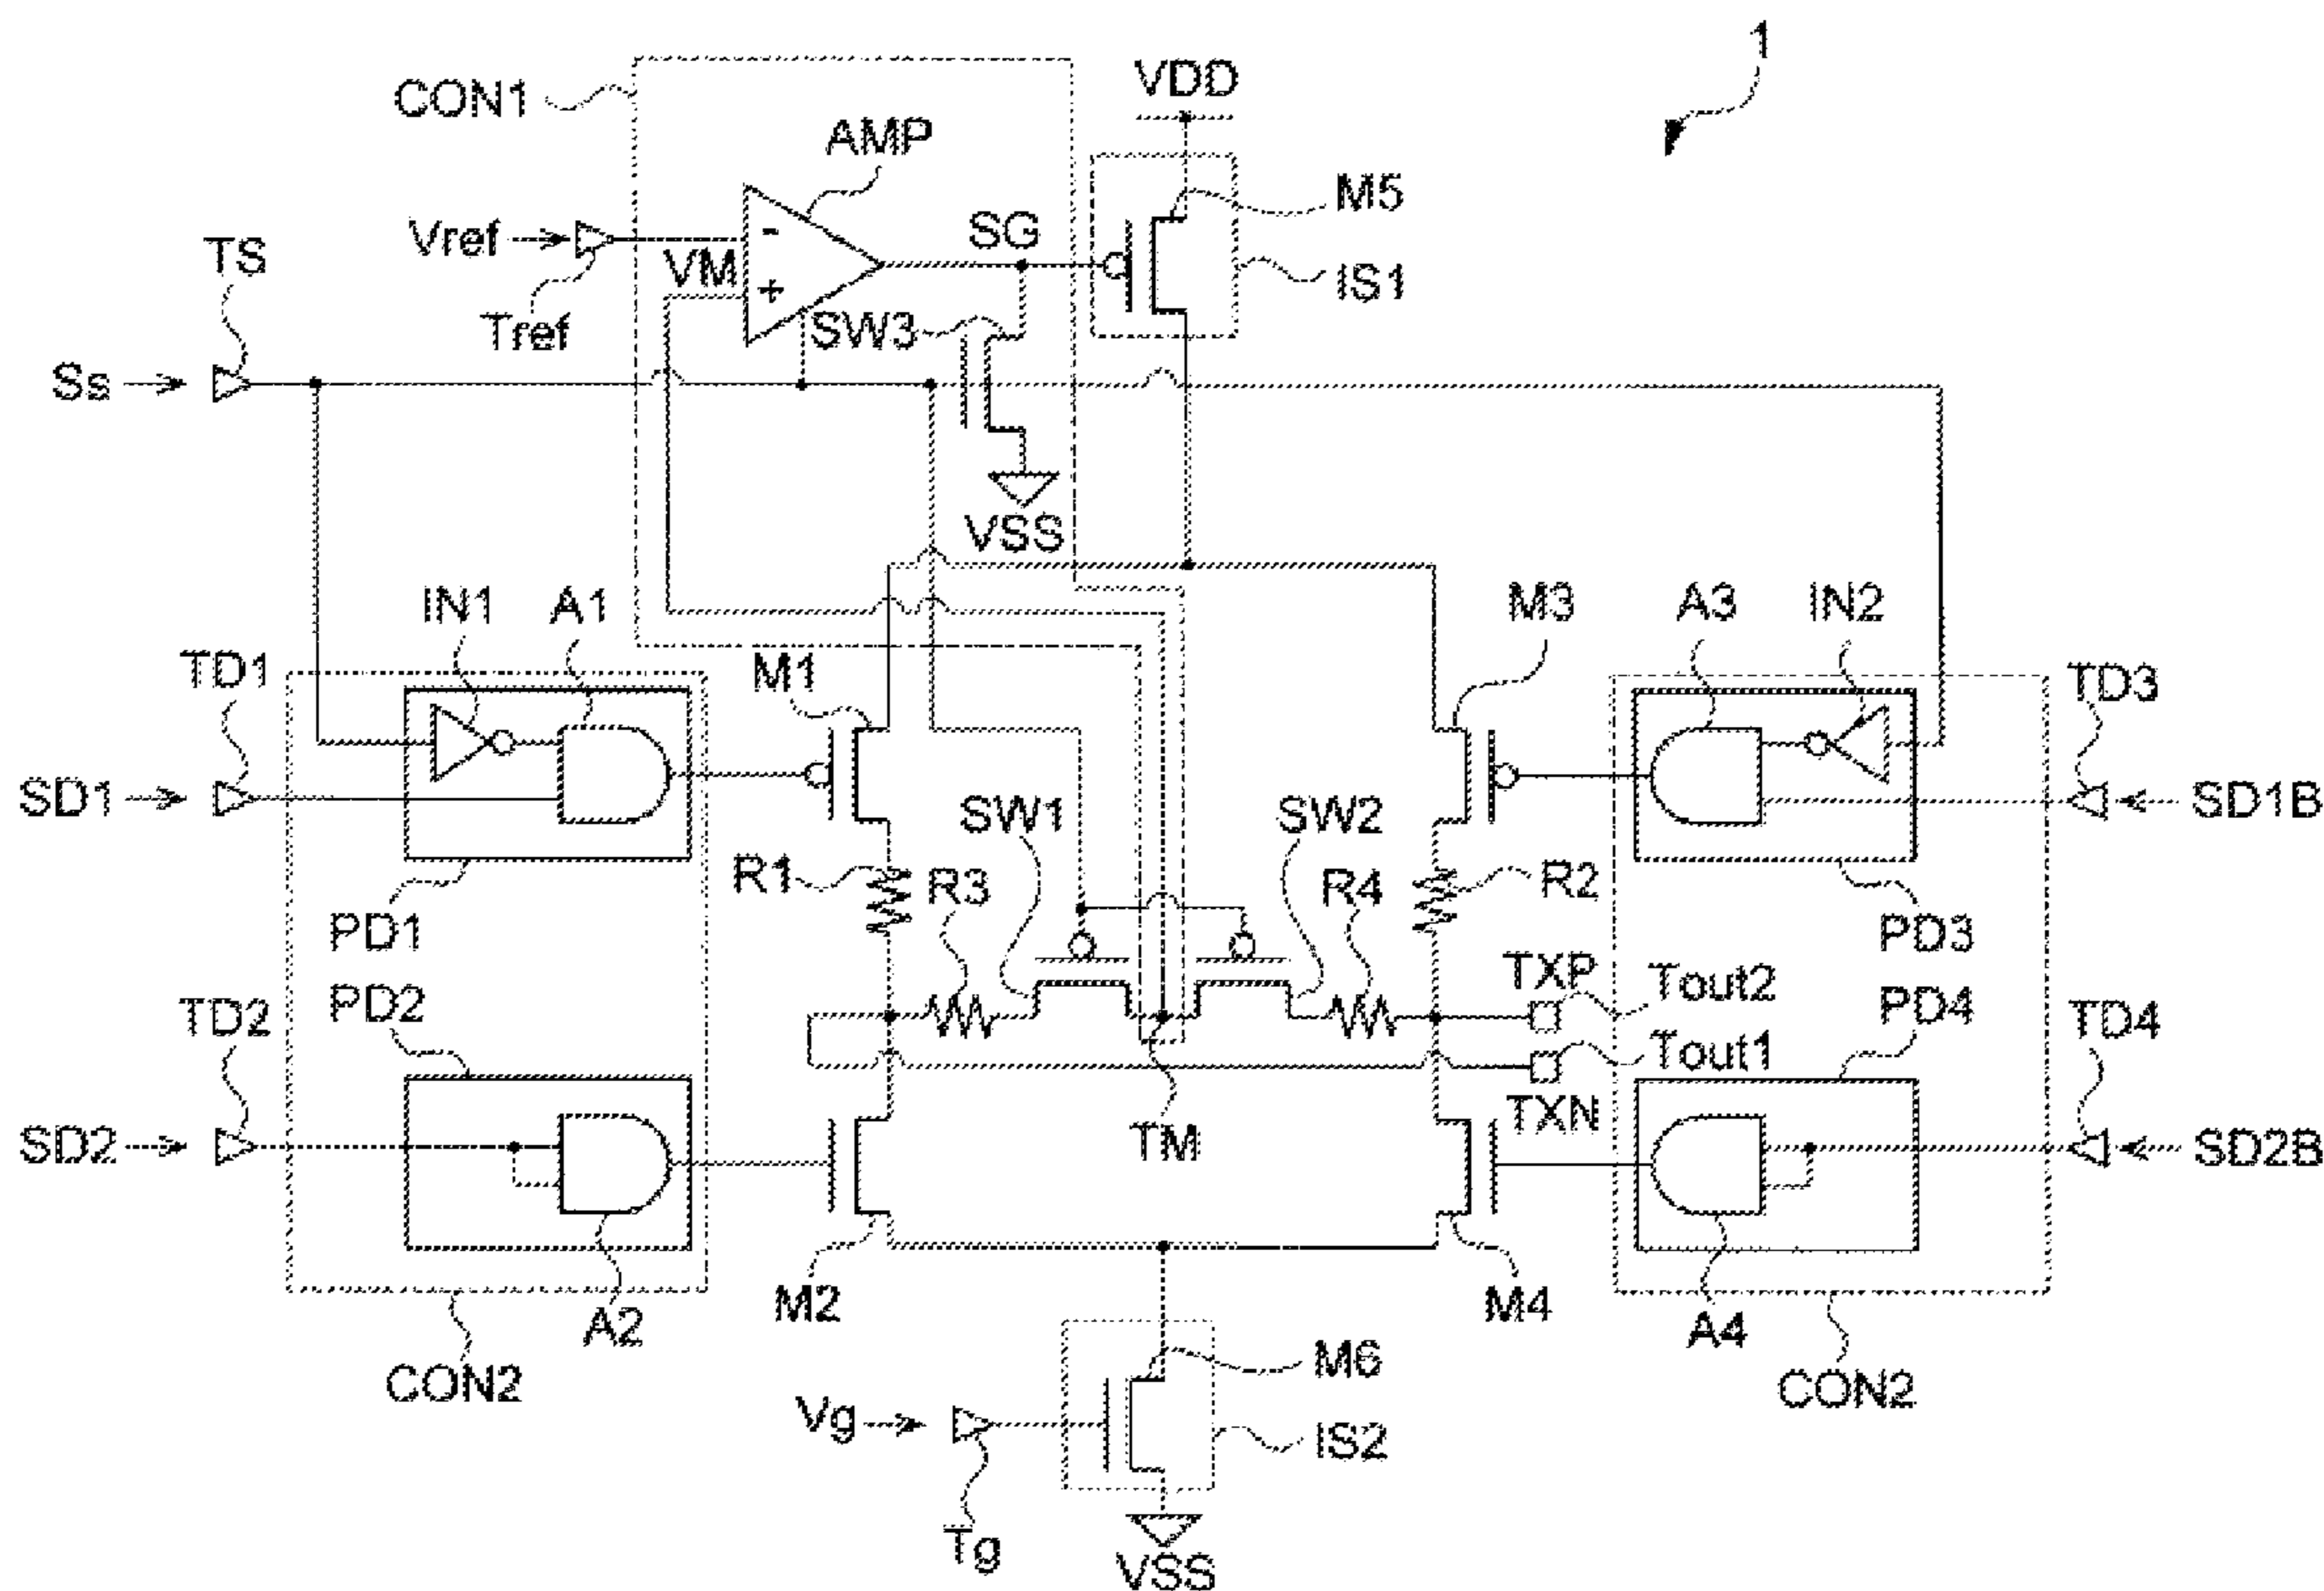 1
CON1
VDD
AMP
M5
Vref
-
SG
TS
VM
+
IS1
Tref
SW3
Ss
VSS
IN1
A1
M3
A3
IN2
TD1
M1
TD3
SD1
SW1
SW2
SD1B
R1
R3
R4
R2
PD1
PD3
TXP
Tout2
TD2
PD2
PD4
TD4
Tout1
SD2
TM
TXN
SD2B
M2
M4
A2
A4
CON2
M6
CON2
Vg
IS2
Tg
VSS